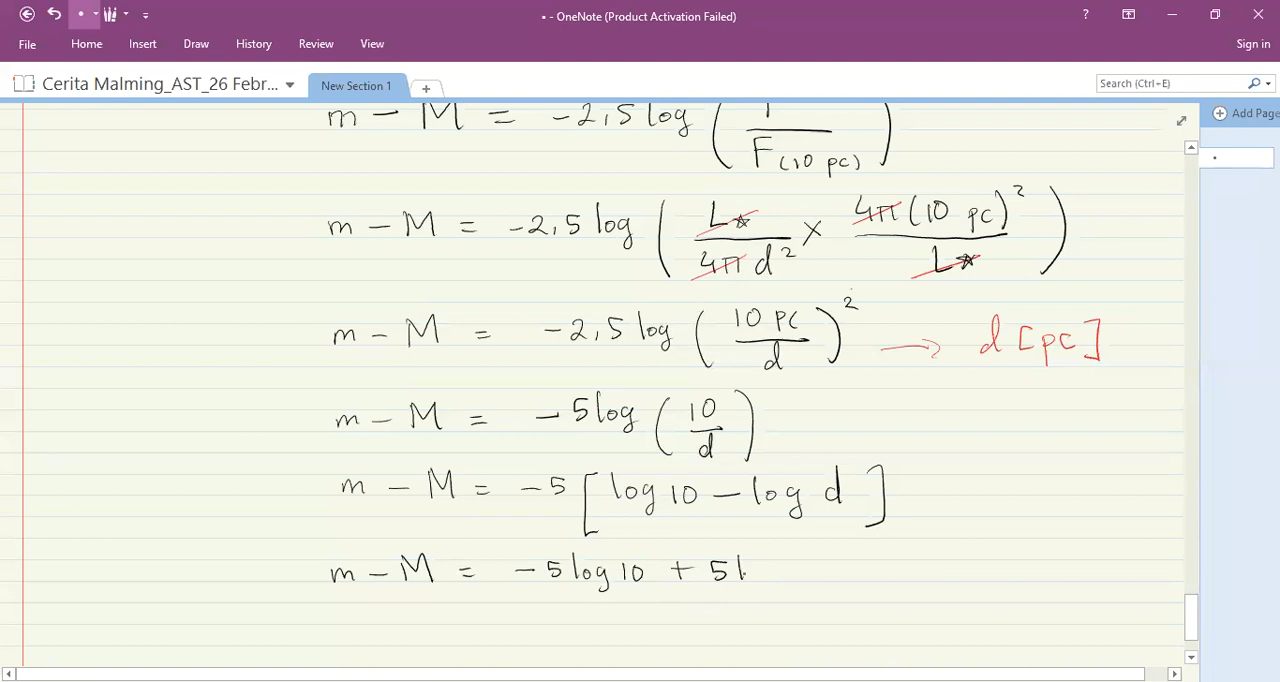 • - OneNote (Product Activation Failed)
File Home Insert Draw History Review View Sign in
Cerita Malming_AST_26 Febr... New Section 1 Search (Ctrl+E)
Add Page
m - M = -2,5 log ( / F(10 pc) )
m - M = -2,5 log ( L★ / 4π d² × 4π (10 pc)² / L★ )
m - M = -2,5 log ( 10 pc / d )² → d [pc]
m - M = -5 log ( 10 / d )
m - M = -5 [ log 10 - log d ]
m - M = -5 log 10 + 5 l